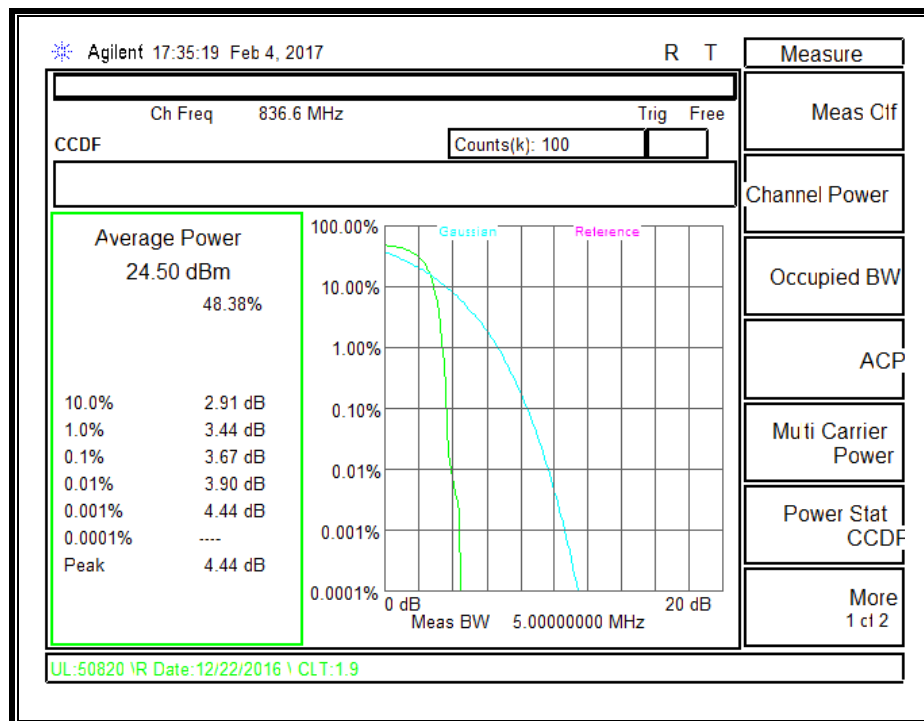 Agilent 17:35:19 Feb 4, 2017 R T
Ch Freq 836.6 MHz Trig Free
CCDF Counts(k): 100
Average Power
24.50 dBm
48.38%
10.0% 2.91 dB
1.0% 3.44 dB
0.1% 3.67 dB
0.01% 3.90 dB
0.001% 4.44 dB
0.0001% ----
Peak 4.44 dB
Gaussian Reference
100.00%
10.00%
1.00%
0.10%
0.01%
0.001%
0.0001%
0 dB 20 dB
Meas BW 5.00000000 MHz
UL:50820 \R Date:12/22/2016 \ CLT:1.9
Measure
Meas Off
Channel Power
Occupied BW
ACP
Multi Carrier
Power
Power Stat
CCDF
More
1 of 2